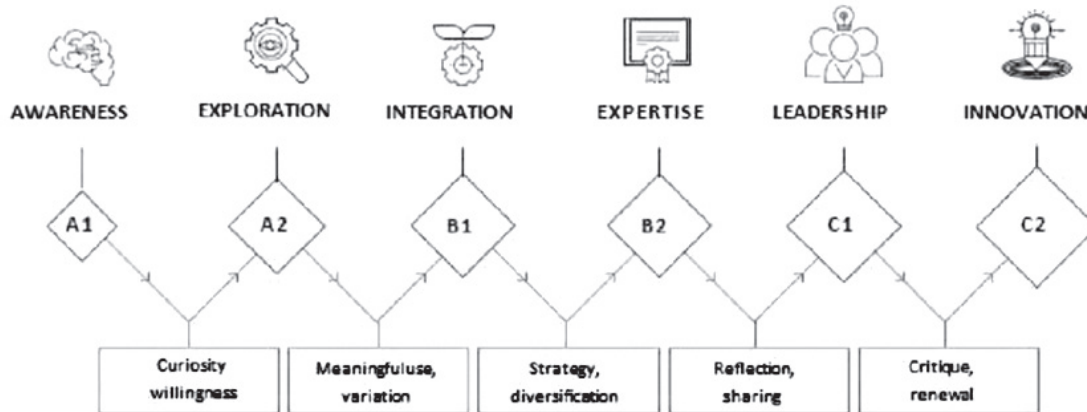 AWARENESS EXPLORATION INTEGRATION EXPERTISE LEADERSHIP INNOVATION
A1 A2 B1 B2 C1 C2
Curiosity
willingness
Meaningfuluse,
variation
Strategy,
diversification
Reflection,
sharing
Critique,
renewal